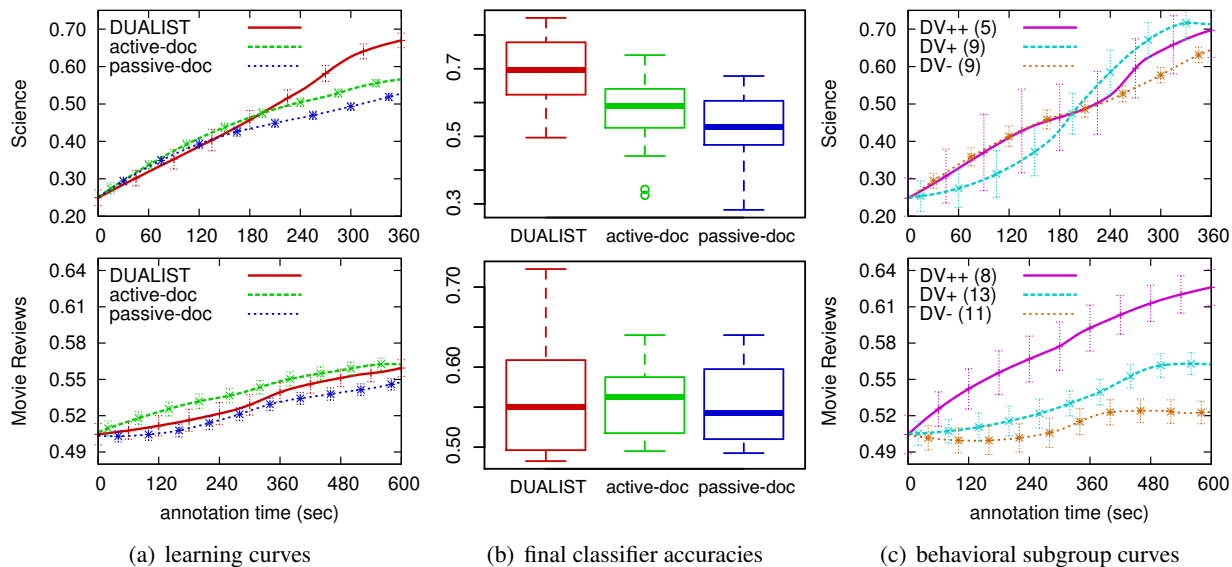 Science
0.70
0.60
0.50
0.40
0.30
0.20
DUALIST
active-doc
passive-doc
0 60 120 180 240 300 360
0.7
0.5
0.3
DUALIST active-doc passive-doc
Science
0.70
0.60
0.50
0.40
0.30
0.20
DV++ (5)
DV+ (9)
DV- (9)
0 60 120 180 240 300 360
Movie Reviews
0.64
0.61
0.58
0.55
0.52
0.49
DUALIST
active-doc
passive-doc
0 120 240 360 480 600
annotation time (sec)
0.70
0.60
0.50
DUALIST active-doc passive-doc
Movie Reviews
0.64
0.61
0.58
0.55
0.52
0.49
DV++ (8)
DV+ (13)
DV- (11)
0 120 240 360 480 600
annotation time (sec)
(a) learning curves
(b) final classifier accuracies
(c) behavioral subgroup curves